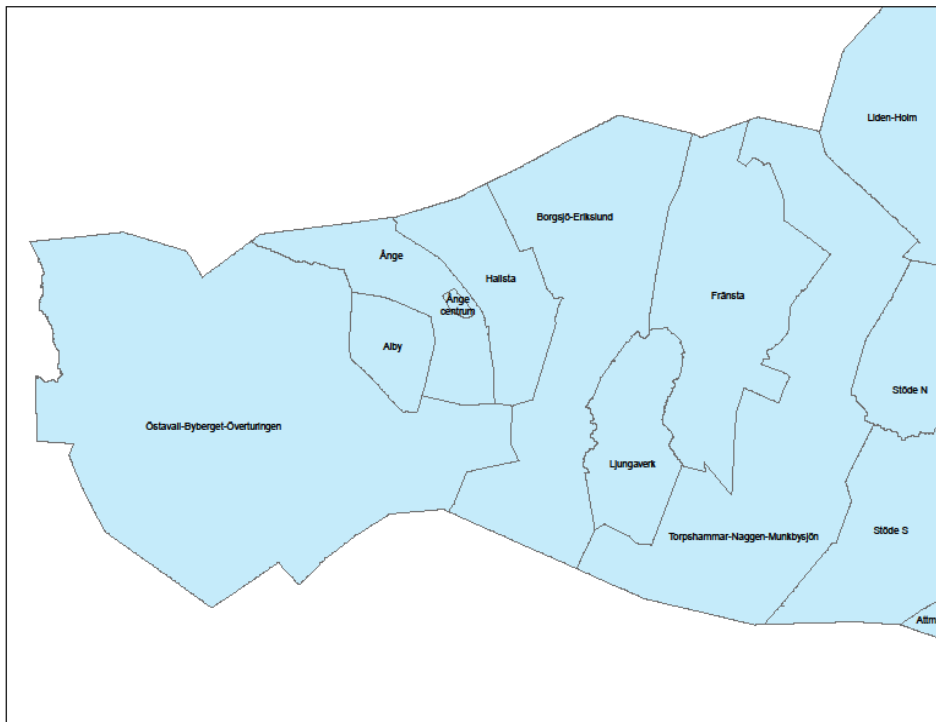 Liden-Holm
Borgsjö-Erikslund
Ånge
Hallsta
Fränsta
Ånge
centrum
Alby
Stöde N
Östavall-Byberget-Överturingen
Ljungaverk
Stöde S
Torpshammar-Naggen-Munkbysjön
Attm